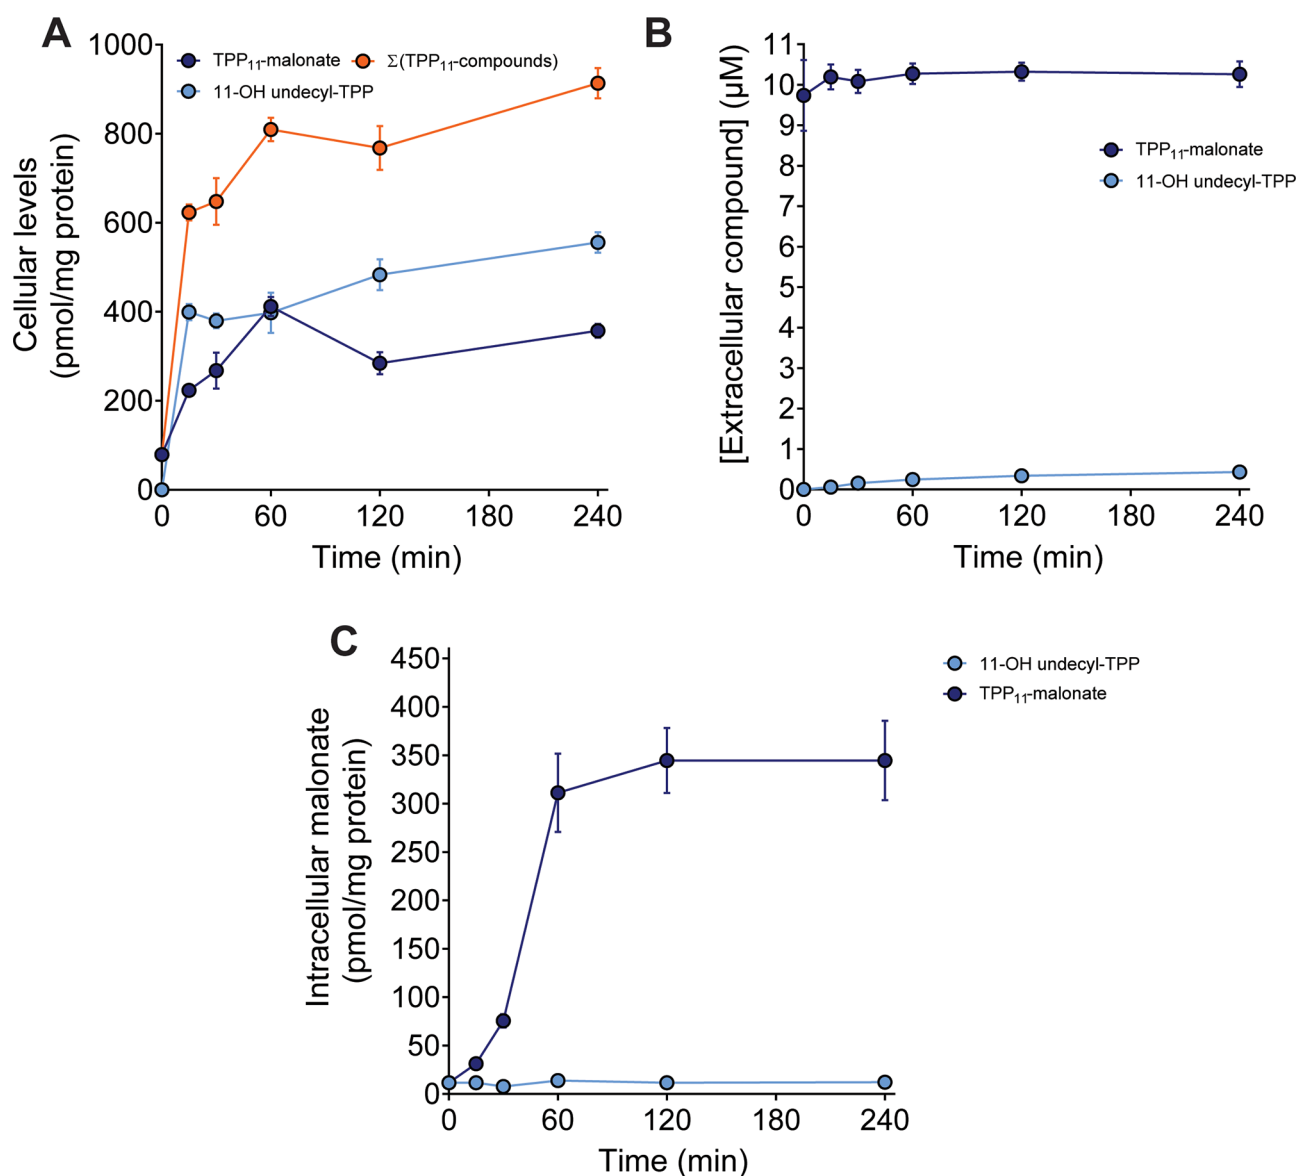 A
Cellular levels
(pmol/mg protein)
1000
800
600
400
200
0
TPP₁₁-malonate
Σ(TPP₁₁-compounds)
11-OH undecyl-TPP
0 60 120 180 240
Time (min)
B
[Extracellular compound] (µM)
11
10
9
8
7
6
5
4
3
2
1
0
TPP₁₁-malonate
11-OH undecyl-TPP
0 60 120 180 240
Time (min)
C
Intracellular malonate
(pmol/mg protein)
450
400
350
300
250
200
150
100
50
0
11-OH undecyl-TPP
TPP₁₁-malonate
0 60 120 180 240
Time (min)